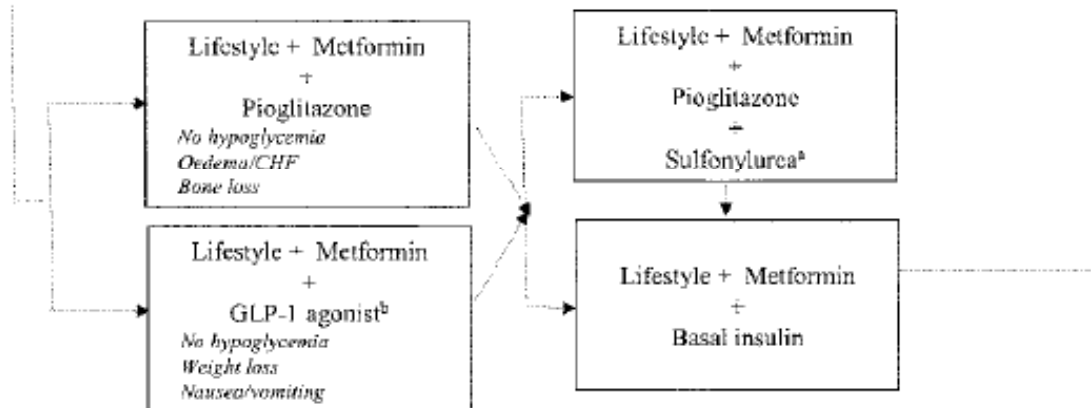 Lifestyle + Metformin
+
Pioglitazone
No hypoglycemia
Oedema/CHF
Bone loss
Lifestyle + Metformin
+
GLP-1 agonistᵇ
No hypoglycemia
Weight loss
Nausea/vomiting
Lifestyle + Metformin
+
Pioglitazone
+
Sulfonylureaᵃ
Lifestyle + Metformin
+
Basal insulin